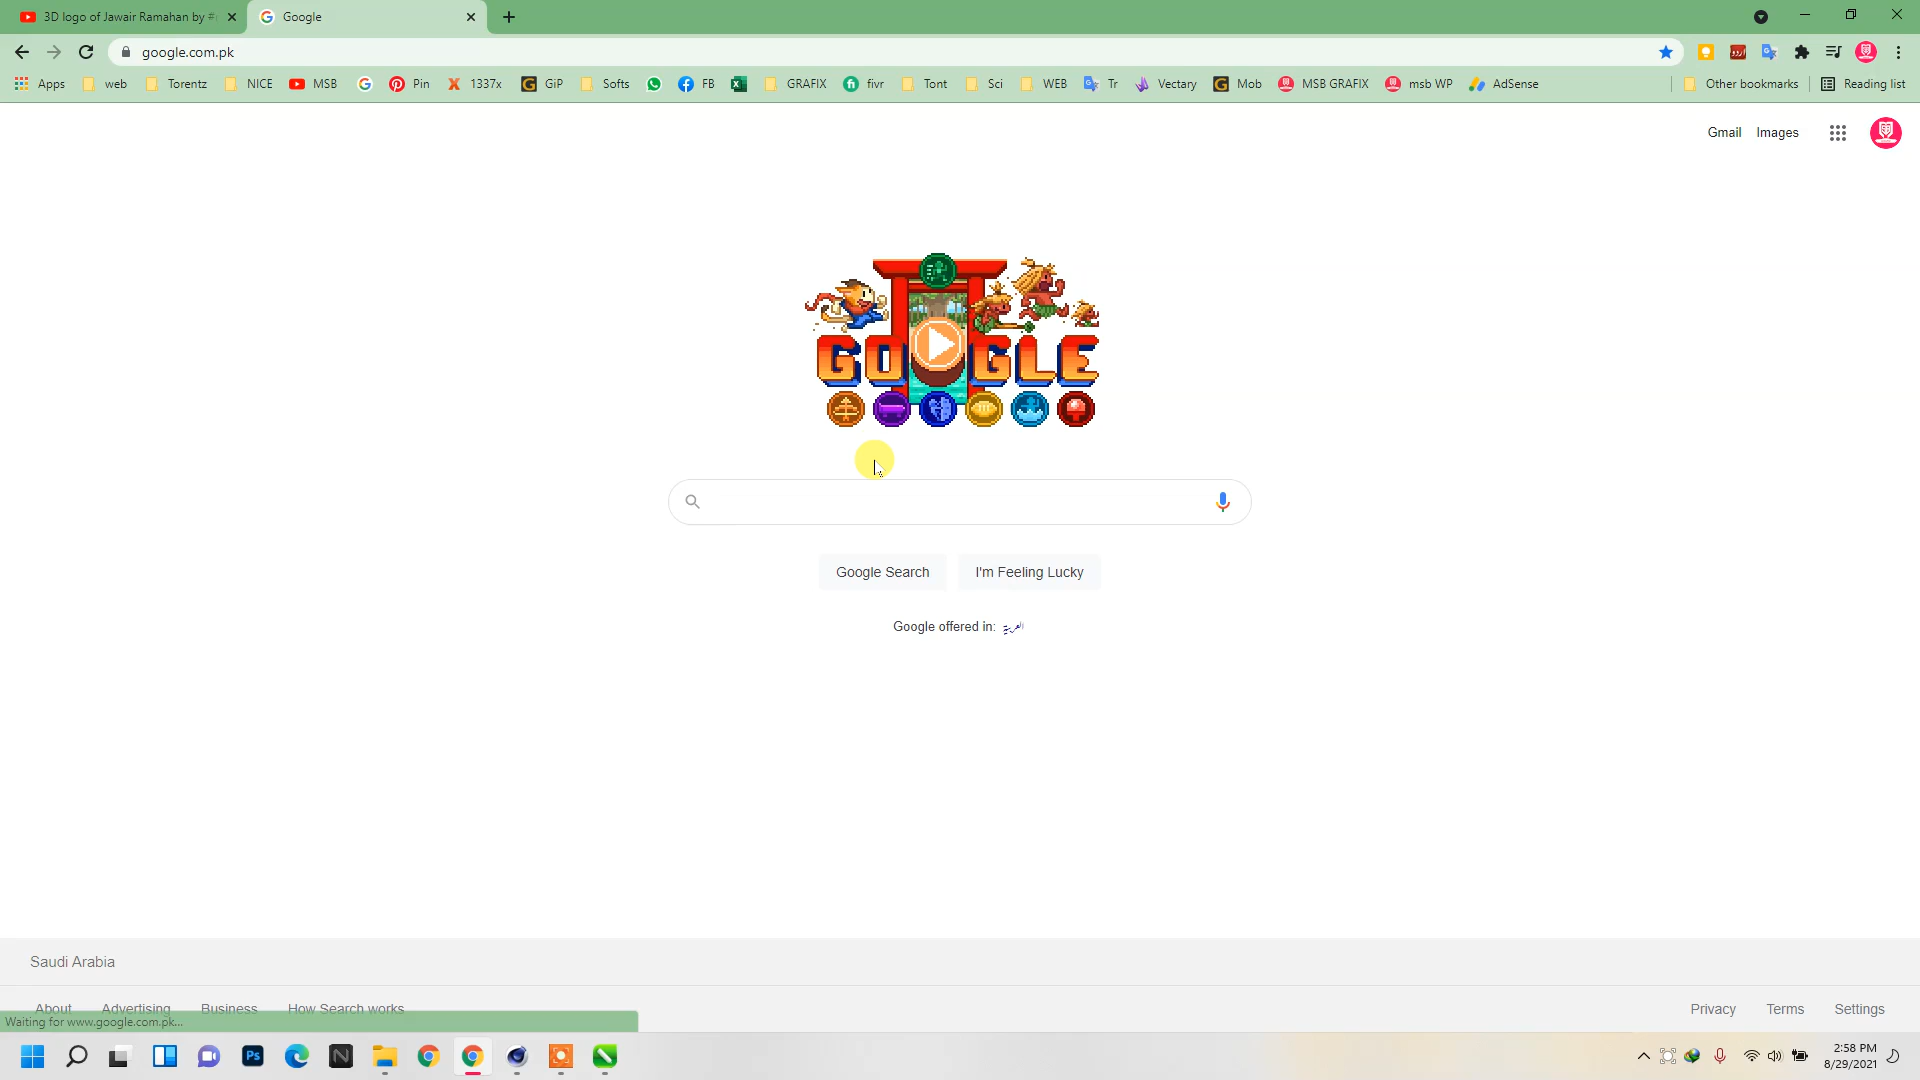 3D logo of Jawair Ramahan by #
Google
google.com.pk
Apps web Torentz NICE MSB Pin 1337x GiP Softs FB GRAFIX fivr Tont Sci WEB Tr Vectary Mob MSB GRAFIX msb WP AdSense Other bookmarks Reading list
Gmail Images
GOOGLE
Google Search I'm Feeling Lucky
Google offered in: العربية
Saudi Arabia
About Advertising Business How Search works Privacy Terms Settings
Waiting for www.google.com.pk...
Ps N 2:58 PM
8/29/2021